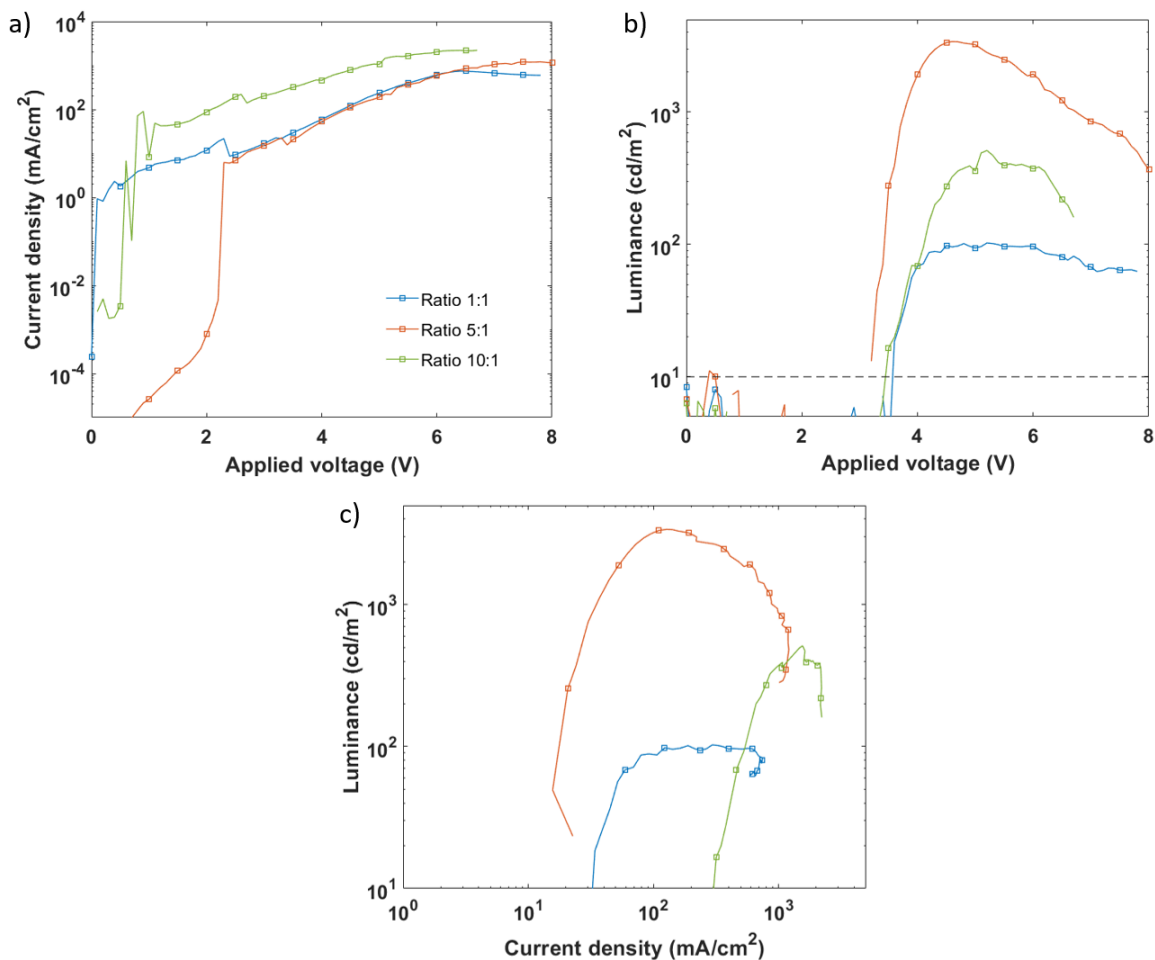 a)
10^4
10^2
10^0
10^-2
10^-4
Current density (mA/cm^2)
0
2
4
6
8
Applied voltage (V)
Ratio 1:1
Ratio 5:1
Ratio 10:1
b)
10^3
10^2
10^1
Luminance (cd/m^2)
0
2
4
6
8
Applied voltage (V)
c)
10^3
10^2
10^1
Luminance (cd/m^2)
10^0
10^1
10^2
10^3
Current density (mA/cm^2)